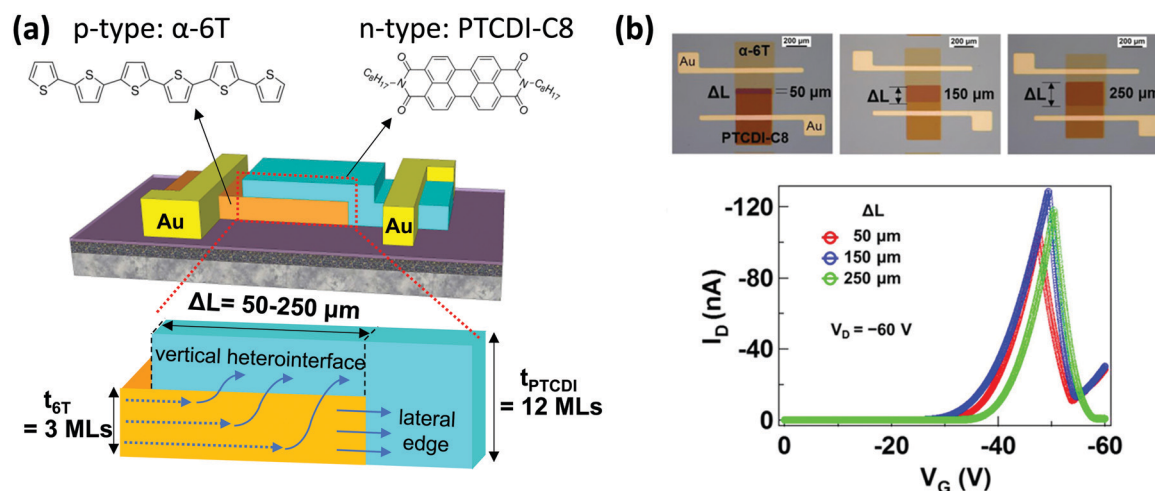 (a)
p-type: α-6T
n-type: PTCDI-C8
S
S
S
S
S
S
C₈H₁₇
O
O
N
N
O
O
C₈H₁₇
Au
Au
ΔL= 50-250 µm
vertical heterointerface
t6T
= 3 MLs
lateral
edge
tPTCDI
= 12 MLs
(b)
200 µm
Au
α-6T
ΔL
50 µm
PTCDI-C8
Au
200 µm
ΔL
150 µm
200 µm
ΔL
250 µm
-120
-80
-40
0
ID (nA)
ΔL
50 µm
150 µm
250 µm
VD = −60 V
0
-20
-40
-60
VG (V)